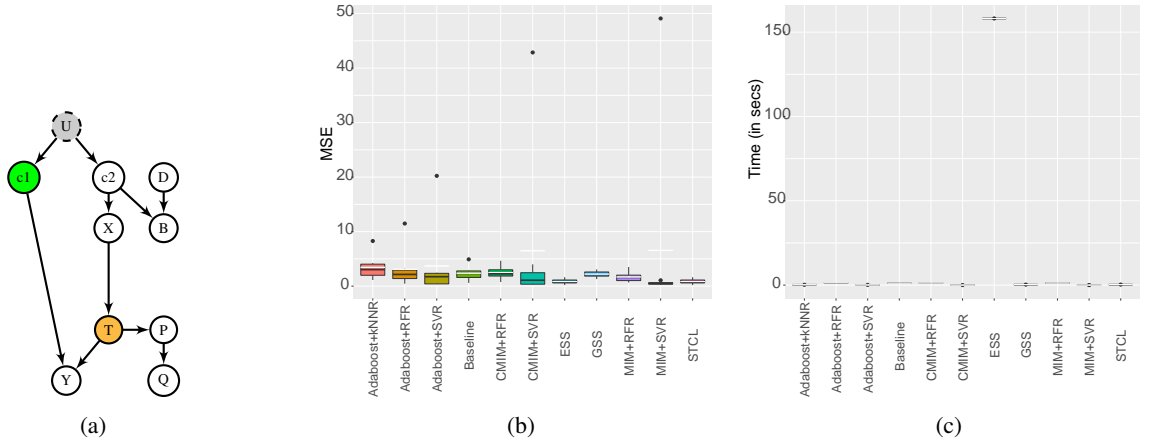 U
c1
c2
D
X
B
T
P
Y
Q
(a)
MSE
50
40
30
20
10
0
Adaboost+kNNR
Adaboost+RFR
Adaboost+SVR
Baseline
CMIM+RFR
CMIM+SVR
ESS
GSS
MIM+RFR
MIM+SVR
STCL
(b)
Time (in secs)
150
100
50
0
Adaboost+kNNR
Adaboost+RFR
Adaboost+SVR
Baseline
CMIM+RFR
CMIM+SVR
ESS
GSS
MIM+RFR
MIM+SVR
STCL
(c)